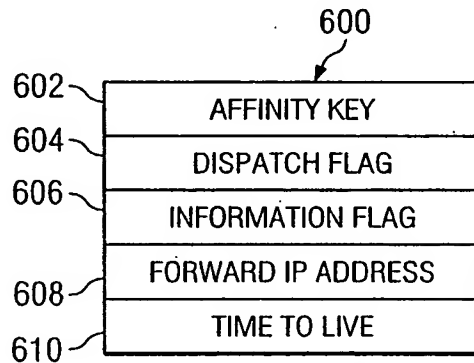 600
602 AFFINITY KEY
604 DISPATCH FLAG
606 INFORMATION FLAG
608 FORWARD IP ADDRESS
610 TIME TO LIVE